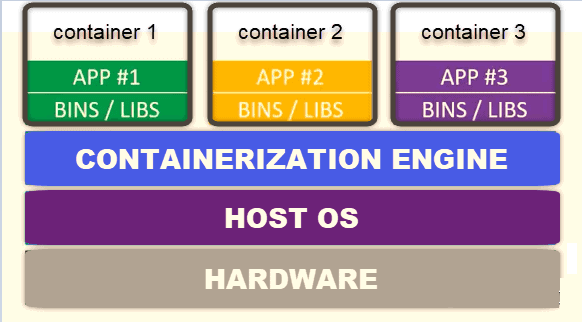 container 1
container 2
container 3
APP #1
APP #2
APP #3
BINS / LIBS
BINS / LIBS
BINS / LIBS
CONTAINERIZATION ENGINE
HOST OS
HARDWARE